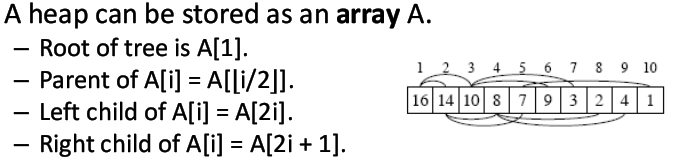 A heap can be stored as an array A.
– Root of tree is A[1].
– Parent of A[i] = A[⌊i/2⌋].
– Left child of A[i] = A[2i].
– Right child of A[i] = A[2i + 1].
1 2 3 4 5 6 7 8 9 10
16 14 10 8 7 9 3 2 4 1